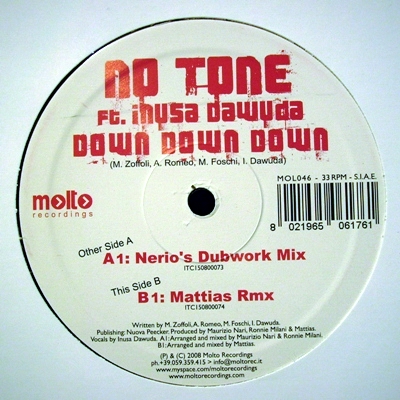 NO TONE
FT. INUSA DAWUDA
DOWN DOWN DOWN
(M. Zoffoli, A. Romeo, M. Foschi, I. Dawuda)
molto
recordings
MOL046 - 33 RPM - S.I.A.E.
8 021965 061761
Other Side A
A1: Nerio's Dubwork Mix
ITC150800073
This Side B
B1: Mattias Rmx
ITC150800074
Written by M. Zoffoli, A. Romeo, M. Foschi, I. Dawuda.
Publishing: Nuova Peecker. Produced by Maurizio Nari & Ronnie Milani & Mattias.
Vocals by Inusa Dawuda. A1: Arranged and mixed by Maurizio Nari & Ronnie Milani.
B1: Arranged and mixed by Mattias.
(P) & (C) 2008 Molto Recordings
ph.+39.059.359.415 > info@moltorec.it
www.myspace.com/moltorecordings
www.moltorecordings.com